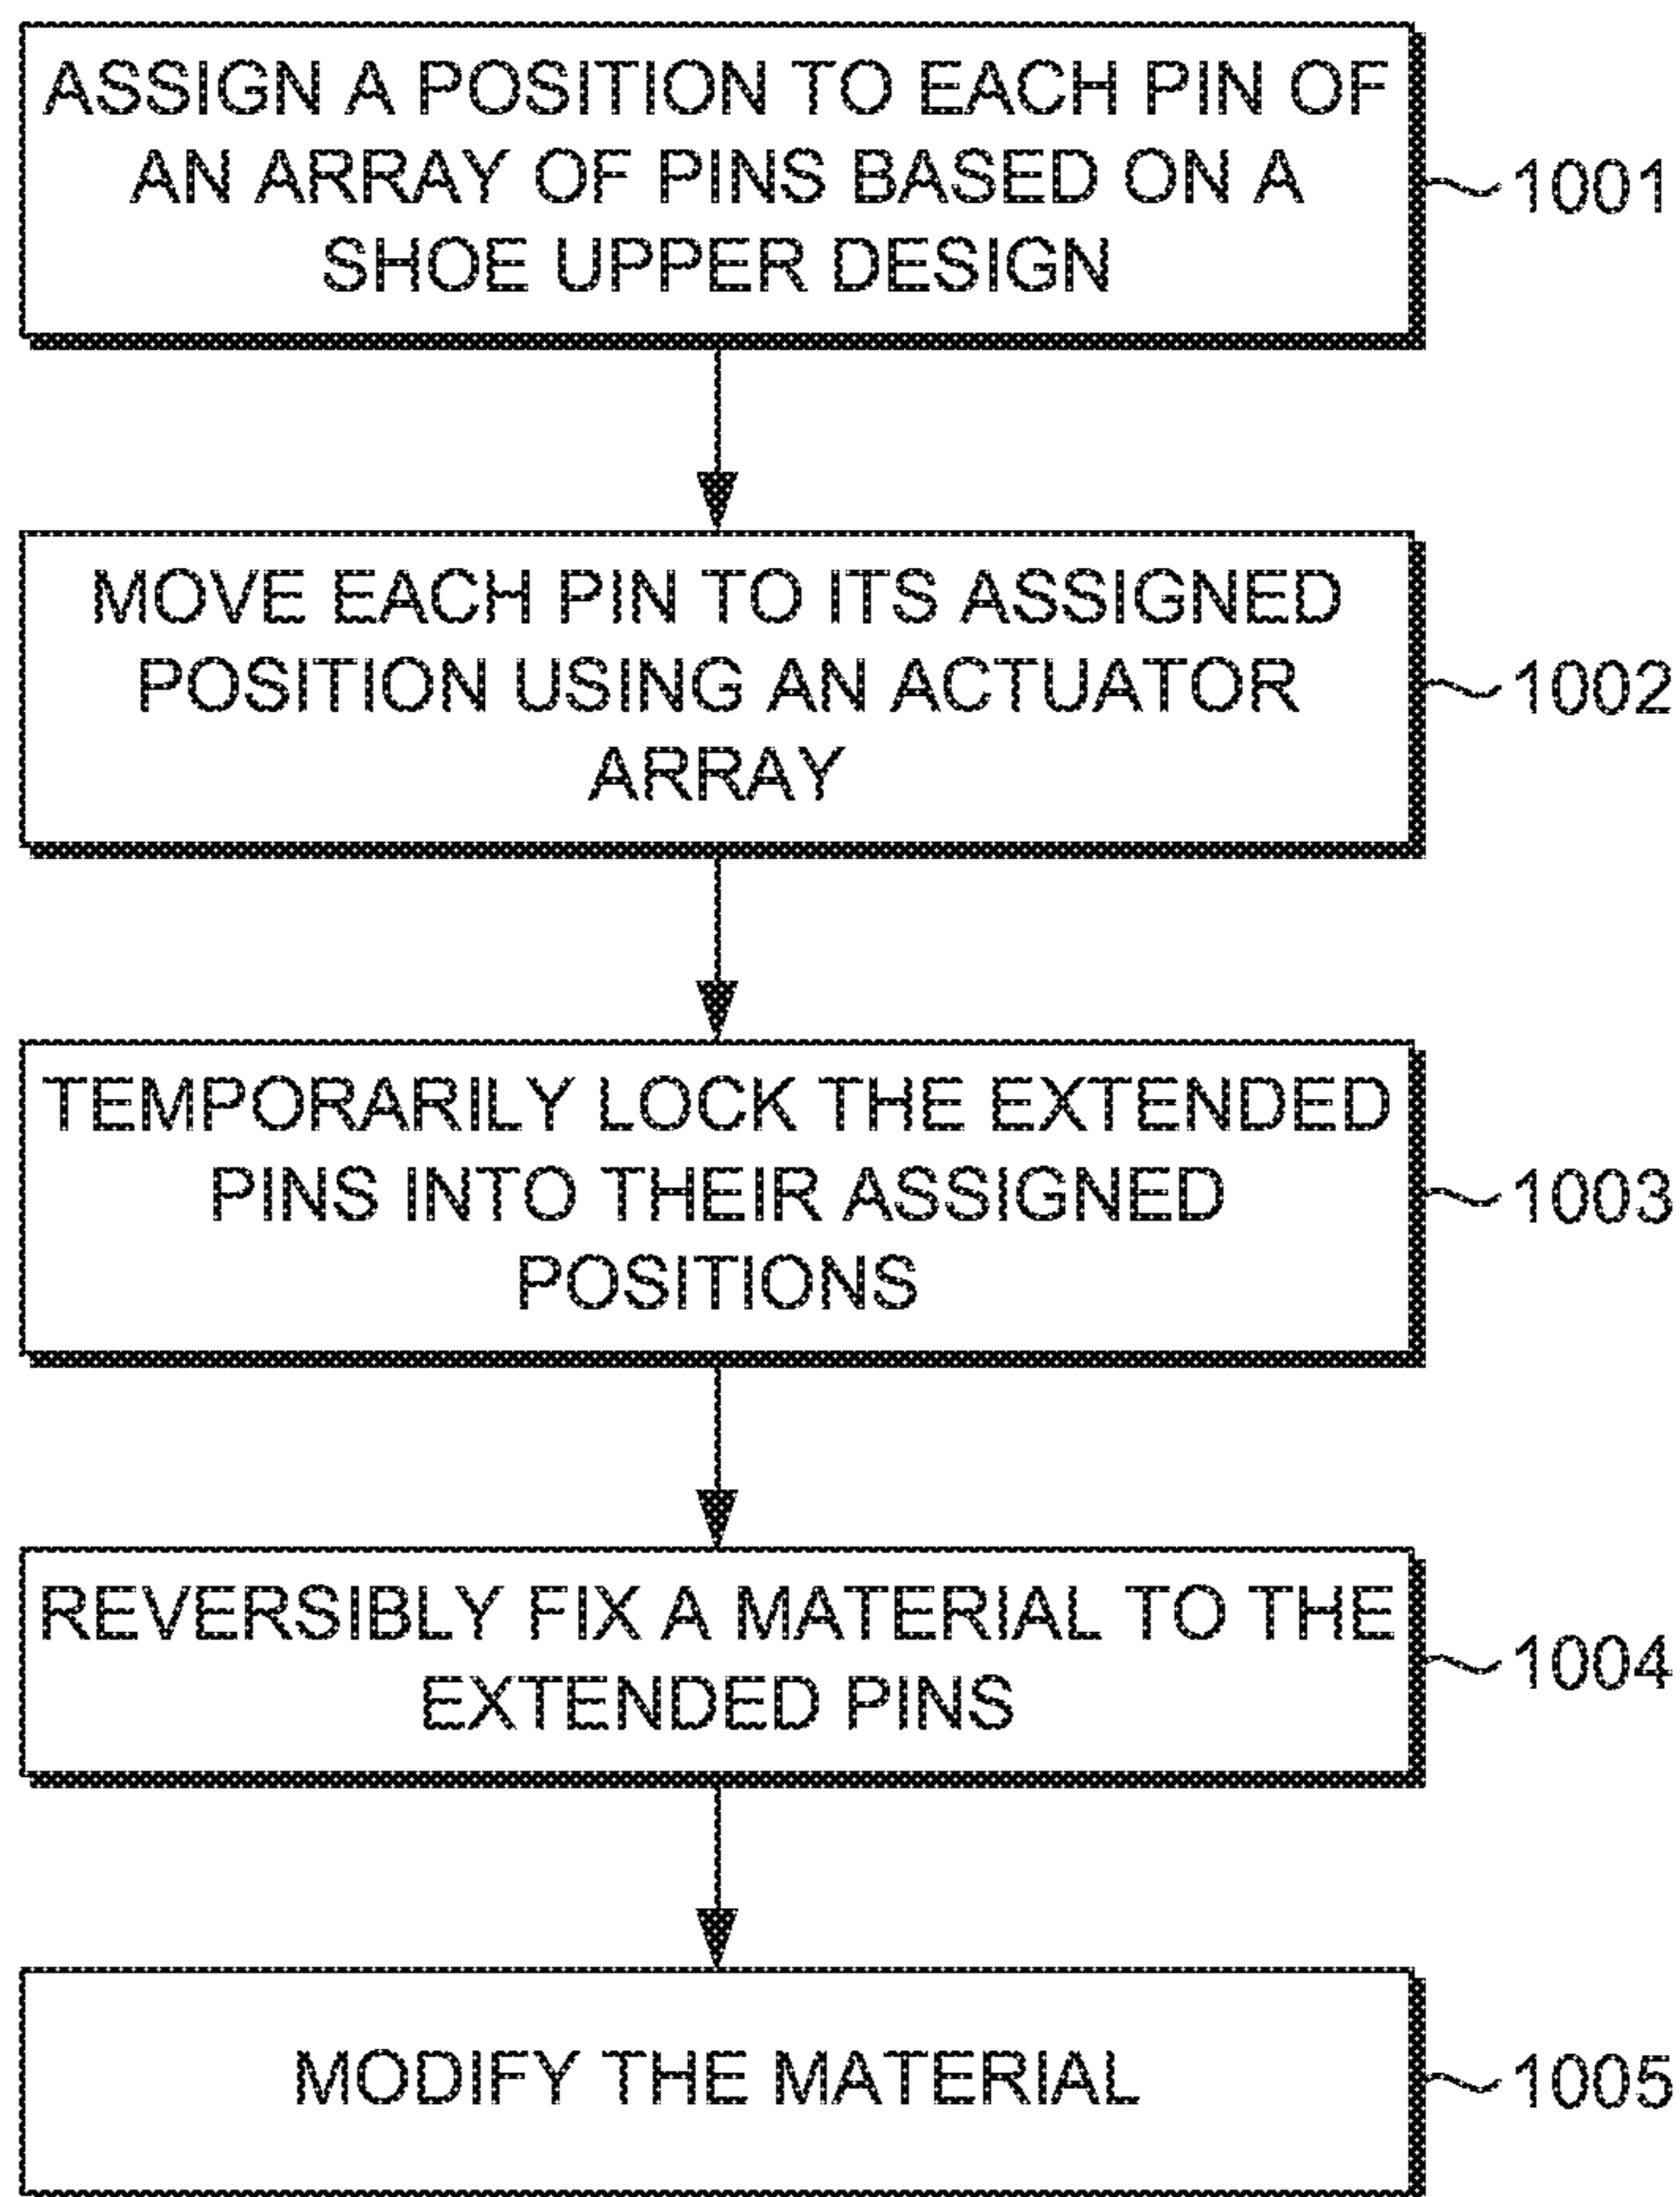 ASSIGN A POSITION TO EACH PIN OF
AN ARRAY OF PINS BASED ON A
SHOE UPPER DESIGN
1001
MOVE EACH PIN TO ITS ASSIGNED
POSITION USING AN ACTUATOR
ARRAY
1002
TEMPORARILY LOCK THE EXTENDED
PINS INTO THEIR ASSIGNED
POSITIONS
1003
REVERSIBLY FIX A MATERIAL TO THE
EXTENDED PINS
1004
MODIFY THE MATERIAL
1005